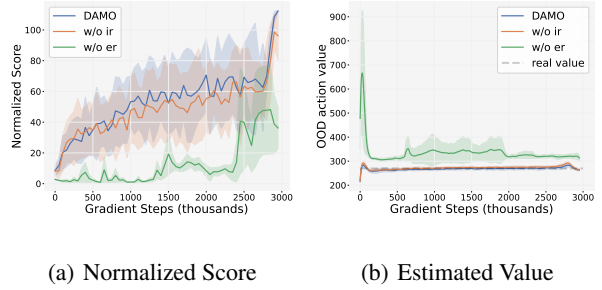 DAMO
w/o ir
w/o er
Normalized Score
100
80
60
40
20
0
0 500 1000 1500 2000 2500 3000
Gradient Steps (thousands)
(a) Normalized Score
DAMO
w/o ir
w/o er
real value
OOD action value
900
800
700
600
500
400
300
200
0 500 1000 1500 2000 2500 3000
Gradient Steps (thousands)
(b) Estimated Value